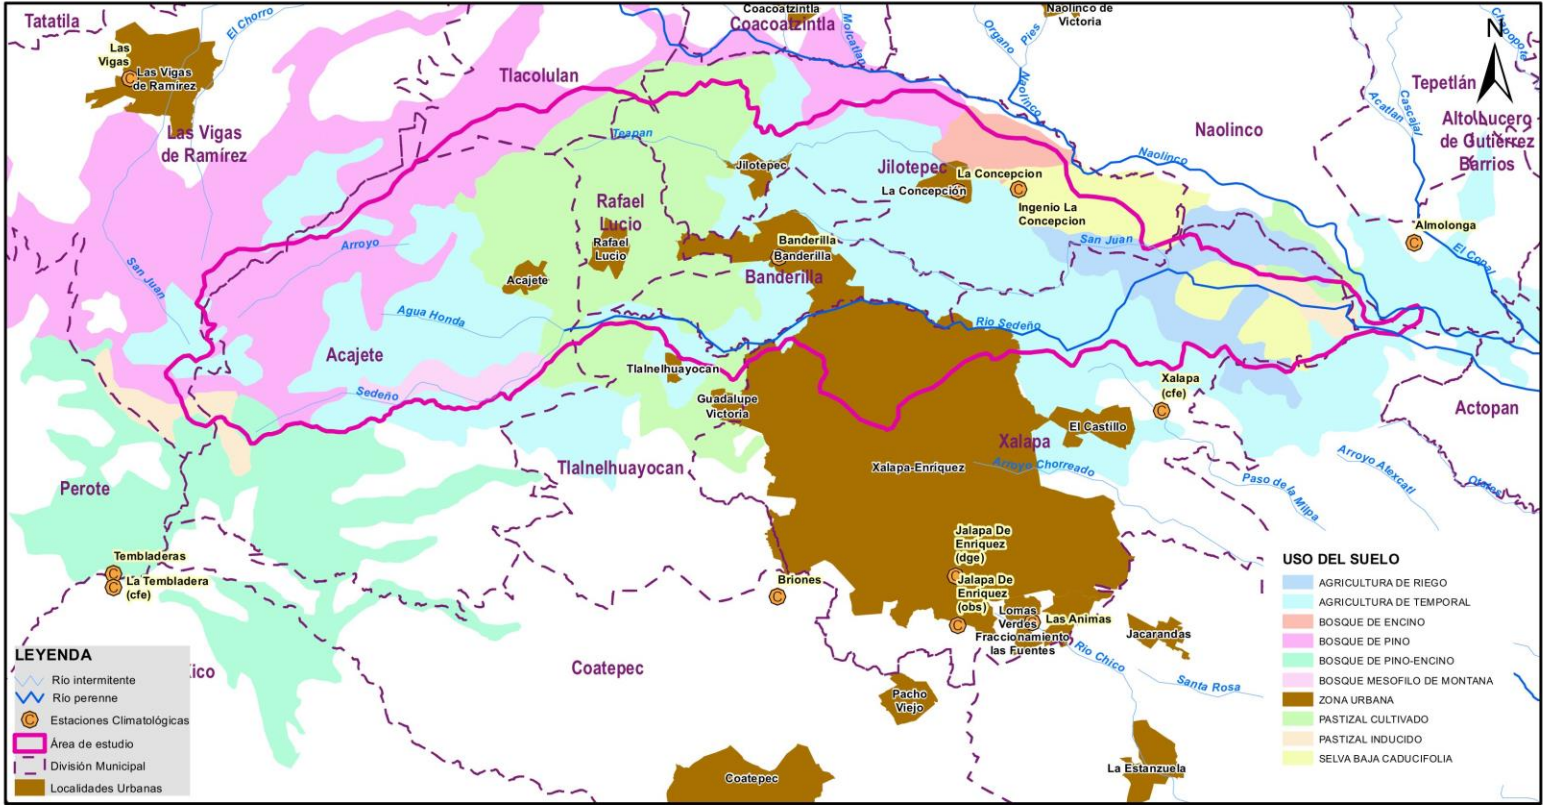 Tatatila
El Chorro
Las
Vigas
Las Vigas
de Ramírez
Las Vigas
de Ramírez
Tlacolulan
Coacoatzintla
Coacoatzintla
Molcatlan
Organo
Pies
Naolinco de
Victoria
Naolinco
Chapopote
N
Tepetlán
Cascajal
Acatlan
Alto Lucero
de Gutiérrez
Barrios
Naolinco
Naolinco
Teapan
Jilotepec
Jilotepec
La Concepcion
La Concepción
Ingenio La
Concepcion
Rafael
Lucio
Rafael
Lucio
Arroyo
San Juan
Acajete
Banderilla
Banderilla
Banderilla
San Juan
Almolonga
El Copal
Agua Honda
Rio Sedeño
Acajete
Sedeño
Tlalnelhuayocan
Guadalupe
Victoria
Xalapa
(cfe)
Actopan
El Castillo
Xalapa
Xalapa-Enriquez
Arroyo Chorreado
Tlalnelhuayocan
Paso de la Milpa
Arroyo Atexcatl
Perote
Tembladeras
La Tembladera
(cfe)
Jalapa De
Enriquez
(dge)
Jalapa De
Enriquez
(obs)
Briones
Lomas
Verdes
Las Animas
Fraccionamiento
las Fuentes
Jacarandas
Rio Chico
Santa Rosa
Coatepec
Pacho
Viejo
La Estanzuela
Coatepec
ico
LEYENDA
Río intermitente
Río perenne
Estaciones Climatológicas
Área de estudio
División Municipal
Localidades Urbanas
USO DEL SUELO
AGRICULTURA DE RIEGO
AGRICULTURA DE TEMPORAL
BOSQUE DE ENCINO
BOSQUE DE PINO
BOSQUE DE PINO-ENCINO
BOSQUE MESOFILO DE MONTANA
ZONA URBANA
PASTIZAL CULTIVADO
PASTIZAL INDUCIDO
SELVA BAJA CADUCIFOLIA